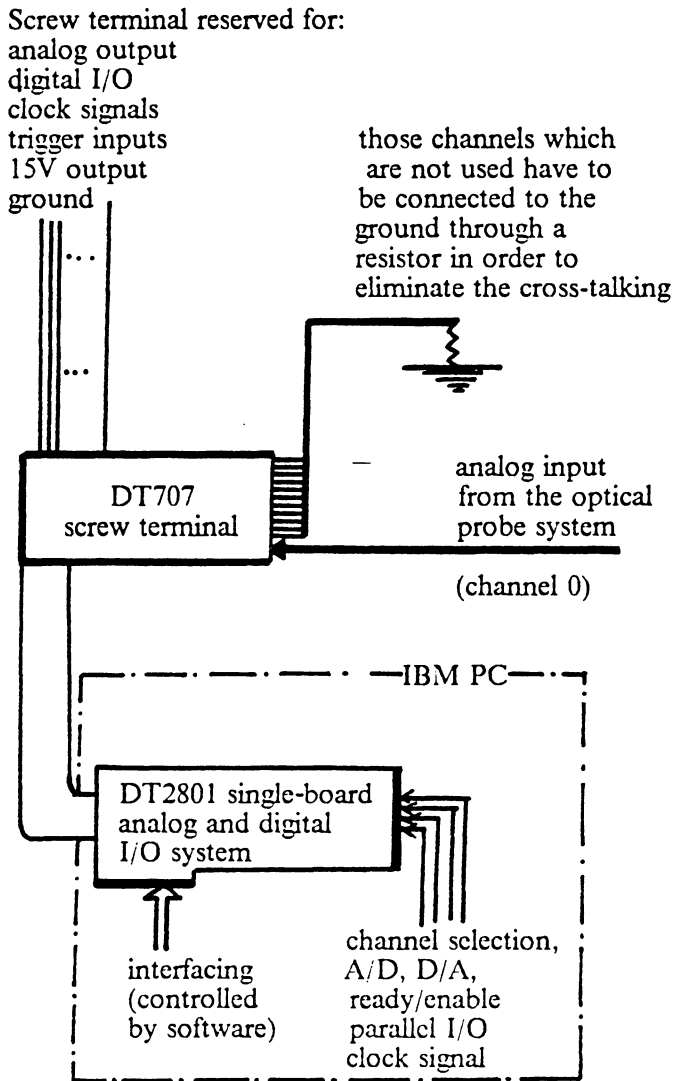 Screw terminal reserved for:
analog output
digital I/O
clock signals
trigger inputs
15V output
ground
those channels which
are not used have to
be connected to the
ground through a
resistor in order to
eliminate the cross-talking
DT707
screw terminal
analog input
from the optical
probe system
(channel 0)
IBM PC
DT2801 single-board
analog and digital
I/O system
interfacing
(controlled
by software)
channel selection,
A/D, D/A,
ready/enable
parallel I/O
clock signal